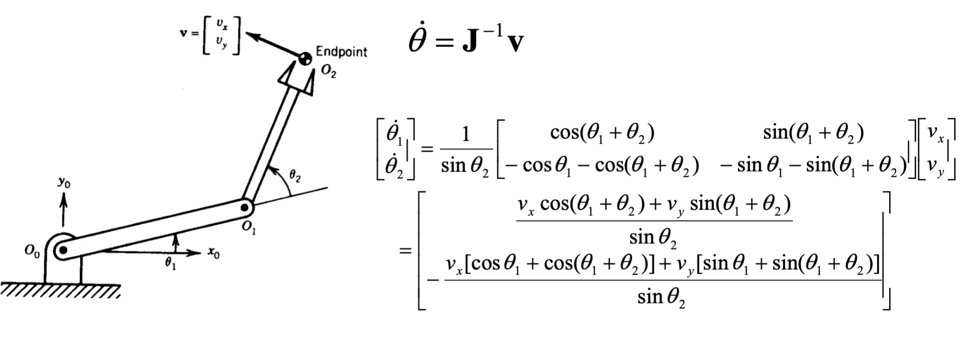 v = [v_x v_y]
Endpoint
O_2
θ_2
O_1
y_0
O_0
x_0
θ_1
θ̇ = J^{-1}v
[θ̇_1 θ̇_2] = 1/sin θ_2 [cos(θ_1 + θ_2) sin(θ_1 + θ_2) − cos θ_1 − cos(θ_1 + θ_2) − sin θ_1 − sin(θ_1 + θ_2)] [v_x v_y]
= [v_x cos(θ_1 + θ_2) + v_y sin(θ_1 + θ_2) / sin θ_2
− v_x[cos θ_1 + cos(θ_1 + θ_2)] + v_y[sin θ_1 + sin(θ_1 + θ_2)] / sin θ_2]